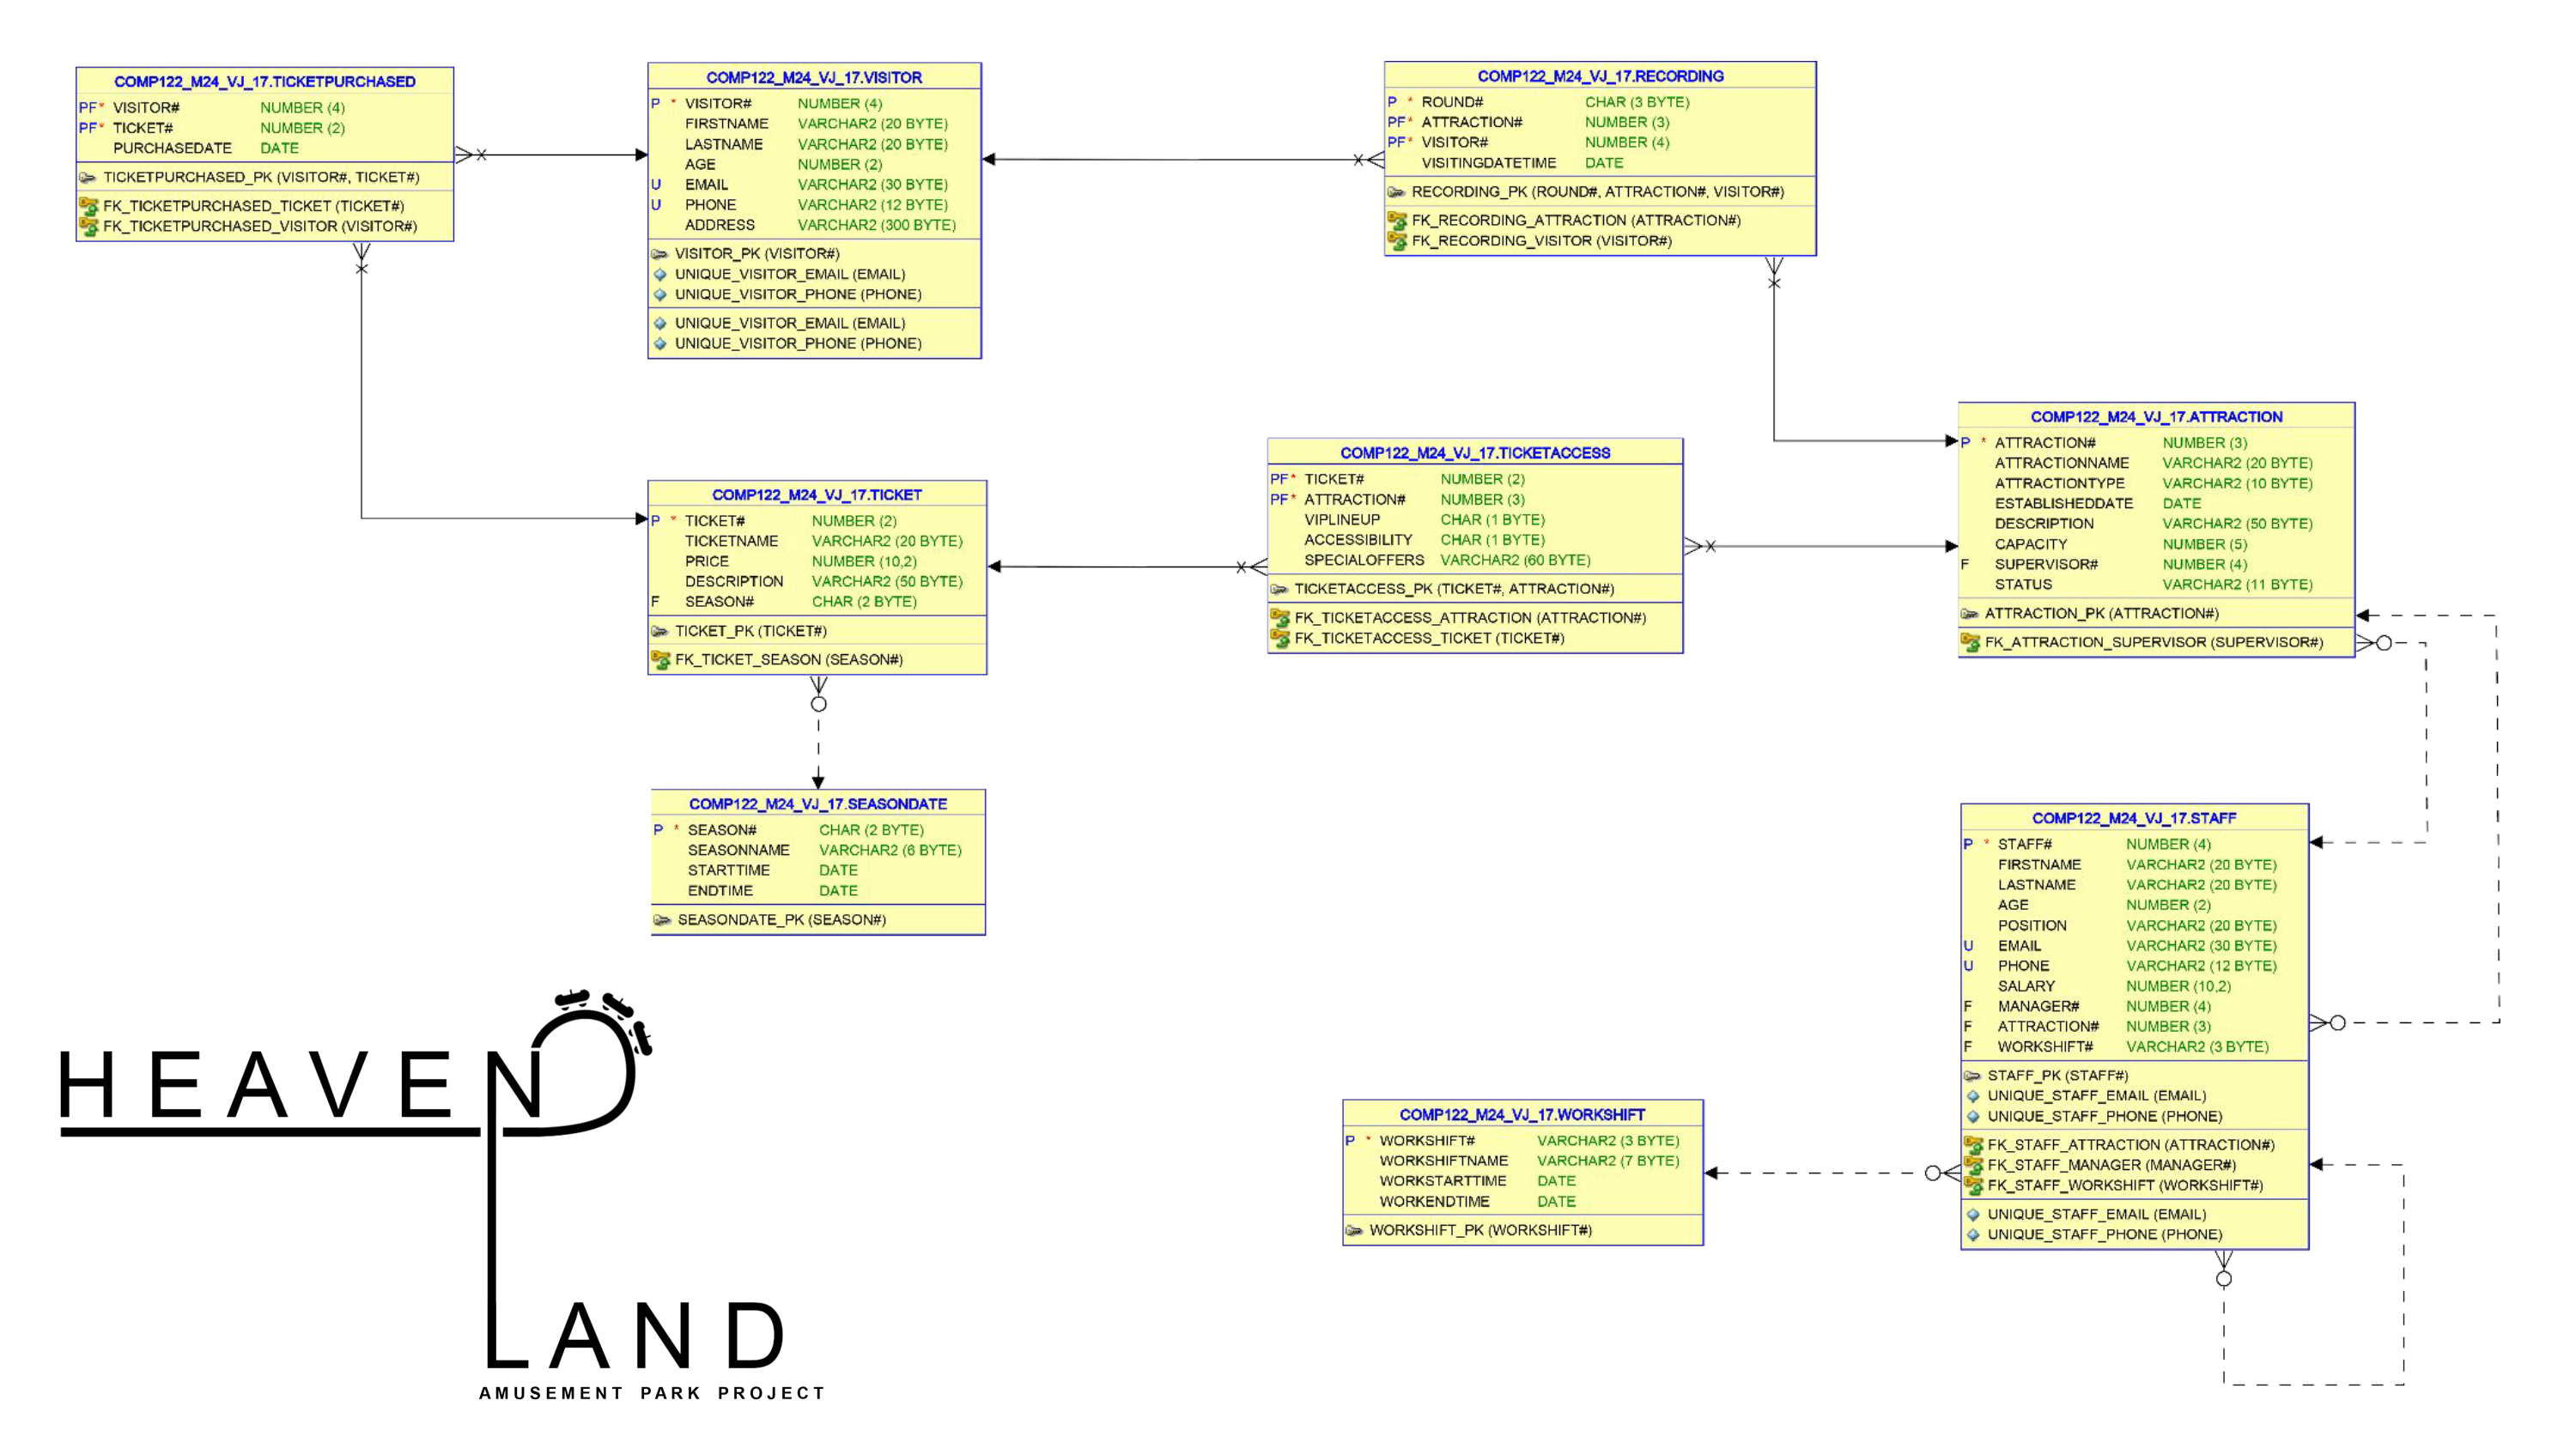 COMP122_M24_VJ_17.TICKETPURCHASED
PF* VISITOR# NUMBER (4)
PF* TICKET# NUMBER (2)
PURCHASEDATE DATE
TICKETPURCHASED_PK (VISITOR#, TICKET#)
FK_TICKETPURCHASED_TICKET (TICKET#)
FK_TICKETPURCHASED_VISITOR (VISITOR#)
COMP122_M24_VJ_17.VISITOR
P * VISITOR# NUMBER (4)
FIRSTNAME VARCHAR2 (20 BYTE)
LASTNAME VARCHAR2 (20 BYTE)
AGE NUMBER (2)
U EMAIL VARCHAR2 (30 BYTE)
U PHONE VARCHAR2 (12 BYTE)
ADDRESS VARCHAR2 (300 BYTE)
VISITOR_PK (VISITOR#)
UNIQUE_VISITOR_EMAIL (EMAIL)
UNIQUE_VISITOR_PHONE (PHONE)
UNIQUE_VISITOR_EMAIL (EMAIL)
UNIQUE_VISITOR_PHONE (PHONE)
COMP122_M24_VJ_17.RECORDING
P * ROUND# CHAR (3 BYTE)
PF* ATTRACTION# NUMBER (3)
PF* VISITOR# NUMBER (4)
VISITINGDATETIME DATE
RECORDING_PK (ROUND#, ATTRACTION#, VISITOR#)
FK_RECORDING_ATTRACTION (ATTRACTION#)
FK_RECORDING_VISITOR (VISITOR#)
COMP122_M24_VJ_17.TICKET
P * TICKET# NUMBER (2)
TICKETNAME VARCHAR2 (20 BYTE)
PRICE NUMBER (10,2)
DESCRIPTION VARCHAR2 (50 BYTE)
F SEASON# CHAR (2 BYTE)
TICKET_PK (TICKET#)
FK_TICKET_SEASON (SEASON#)
COMP122_M24_VJ_17.TICKETACCESS
PF* TICKET# NUMBER (2)
PF* ATTRACTION# NUMBER (3)
VIPLINEUP CHAR (1 BYTE)
ACCESSIBILITY CHAR (1 BYTE)
SPECIALOFFERS VARCHAR2 (60 BYTE)
TICKETACCESS_PK (TICKET#, ATTRACTION#)
FK_TICKETACCESS_ATTRACTION (ATTRACTION#)
FK_TICKETACCESS_TICKET (TICKET#)
COMP122_M24_VJ_17.ATTRACTION
P * ATTRACTION# NUMBER (3)
ATTRACTIONNAME VARCHAR2 (20 BYTE)
ATTRACTIONTYPE VARCHAR2 (10 BYTE)
ESTABLISHEDDATE DATE
DESCRIPTION VARCHAR2 (50 BYTE)
CAPACITY NUMBER (5)
F SUPERVISOR# NUMBER (4)
STATUS VARCHAR2 (11 BYTE)
ATTRACTION_PK (ATTRACTION#)
FK_ATTRACTION_SUPERVISOR (SUPERVISOR#)
COMP122_M24_VJ_17.SEASONDATE
P * SEASON# CHAR (2 BYTE)
SEASONNAME VARCHAR2 (6 BYTE)
STARTTIME DATE
ENDTIME DATE
SEASONDATE_PK (SEASON#)
COMP122_M24_VJ_17.STAFF
P * STAFF# NUMBER (4)
FIRSTNAME VARCHAR2 (20 BYTE)
LASTNAME VARCHAR2 (20 BYTE)
AGE NUMBER (2)
POSITION VARCHAR2 (20 BYTE)
U EMAIL VARCHAR2 (30 BYTE)
U PHONE VARCHAR2 (12 BYTE)
SALARY NUMBER (10,2)
F MANAGER# NUMBER (4)
F ATTRACTION# NUMBER (3)
F WORKSHIFT# VARCHAR2 (3 BYTE)
STAFF_PK (STAFF#)
UNIQUE_STAFF_EMAIL (EMAIL)
UNIQUE_STAFF_PHONE (PHONE)
FK_STAFF_ATTRACTION (ATTRACTION#)
FK_STAFF_MANAGER (MANAGER#)
FK_STAFF_WORKSHIFT (WORKSHIFT#)
UNIQUE_STAFF_EMAIL (EMAIL)
UNIQUE_STAFF_PHONE (PHONE)
COMP122_M24_VJ_17.WORKSHIFT
P * WORKSHIFT# VARCHAR2 (3 BYTE)
WORKSHIFTNAME VARCHAR2 (7 BYTE)
WORKSTARTTIME DATE
WORKENDTIME DATE
WORKSHIFT_PK (WORKSHIFT#)
HEAVEN
LAND
AMUSEMENT PARK PROJECT